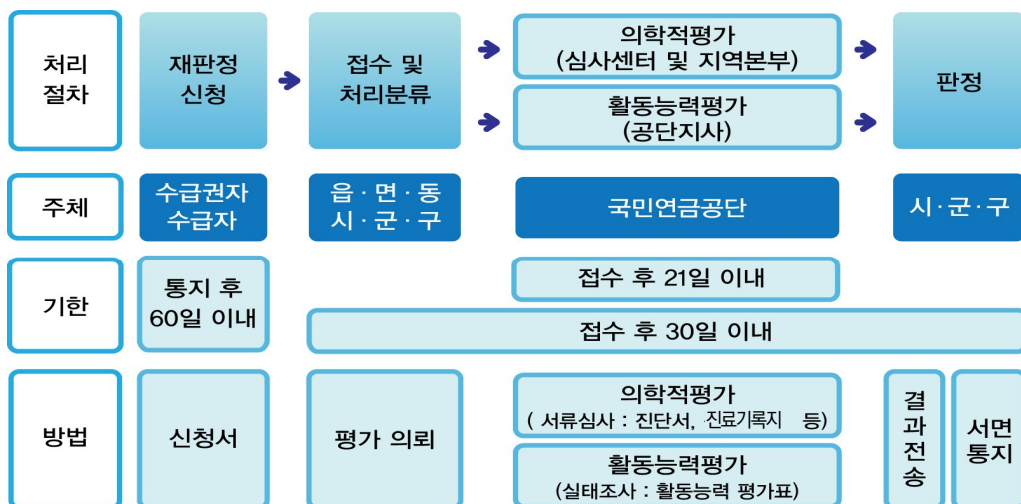 처리
절차
재판정
신청
접수 및
처리분류
의학적평가
(심사센터 및 지역본부)
활동능력평가
(공단지사)
판정
주체
수급권자
수급자
읍·면·동
시·군·구
국민연금공단
시·군·구
기한
통지 후
60일 이내
접수 후 21일 이내
접수 후 30일 이내
방법
신청서
평가 의뢰
의학적평가
( 서류심사 : 진단서, 진료기록지 등)
활동능력평가
(실태조사 : 활동능력 평가표)
결
과
전
송
서면
통지